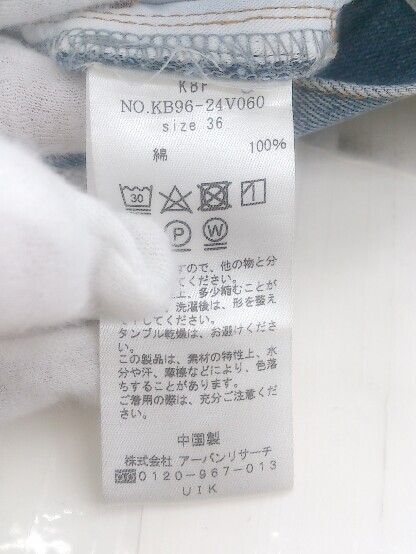 KBF
NO.KB96-24V060
size 36
綿 100%
30
P W
すので、他の物と分
てください。
上、多少縮むことが
洗濯後は、形を整え
してください。
タンブル乾燥は、お避けくださ
い。
この製品は、素材の特性上、水
分や汗、摩擦などにより、色落
ちすることがあります。
ご着用の際は、充分ご注意くだ
さい。
中国製
株式会社 アーバンリサーチ
0120-967-013
UIK